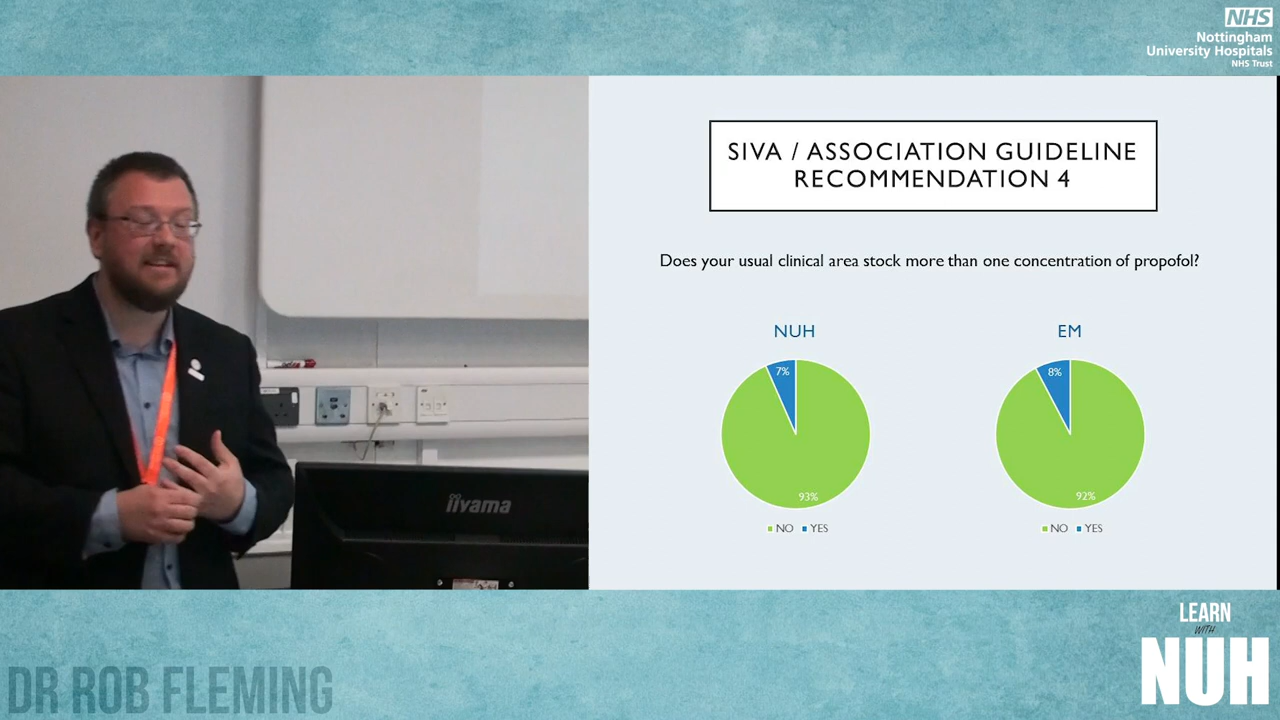 NHS
Nottingham
University Hospitals
NHS Trust
SIVA / ASSOCIATION GUIDELINE
RECOMMENDATION 4
Does your usual clinical area stock more than one concentration of propofol?
NUH
EM
7%
93%
8%
92%
NO YES
NO YES
iiyama
DR ROB FLEMING
LEARN
WITH
NUH